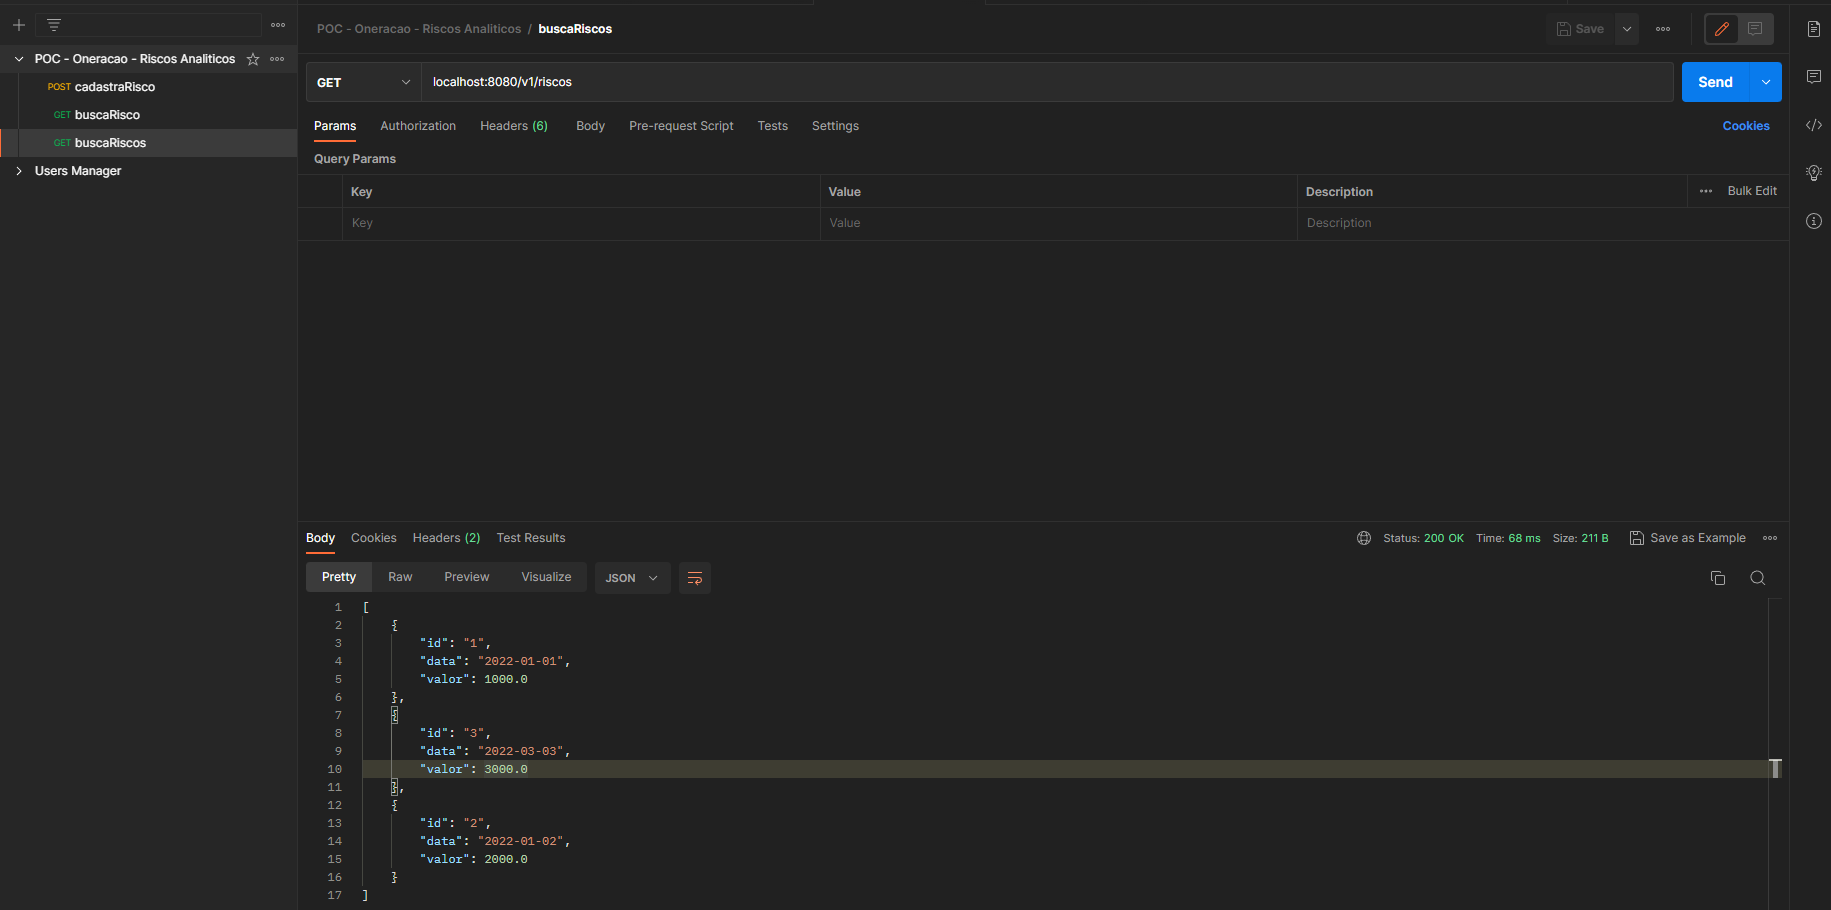 POC - Oneracao - Riscos Analiticos
POST cadastraRisco
GET buscaRisco
GET buscaRiscos
Users Manager
POC - Oneracao - Riscos Analiticos / buscaRiscos
Save
GET localhost:8080/v1/riscos Send
Params Authorization Headers (6) Body Pre-request Script Tests Settings Cookies
Query Params
Key Value Description Bulk Edit
Key Value Description
Body Cookies Headers (2) Test Results Status: 200 OK Time: 68 ms Size: 211 B Save as Example
Pretty Raw Preview Visualize JSON
1 [
2 {
3 "id": "1",
4 "data": "2022-01-01",
5 "valor": 1000.0
6 },
7 {
8 "id": "3",
9 "data": "2022-03-03",
10 "valor": 3000.0
11 },
12 {
13 "id": "2",
14 "data": "2022-01-02",
15 "valor": 2000.0
16 }
17 ]